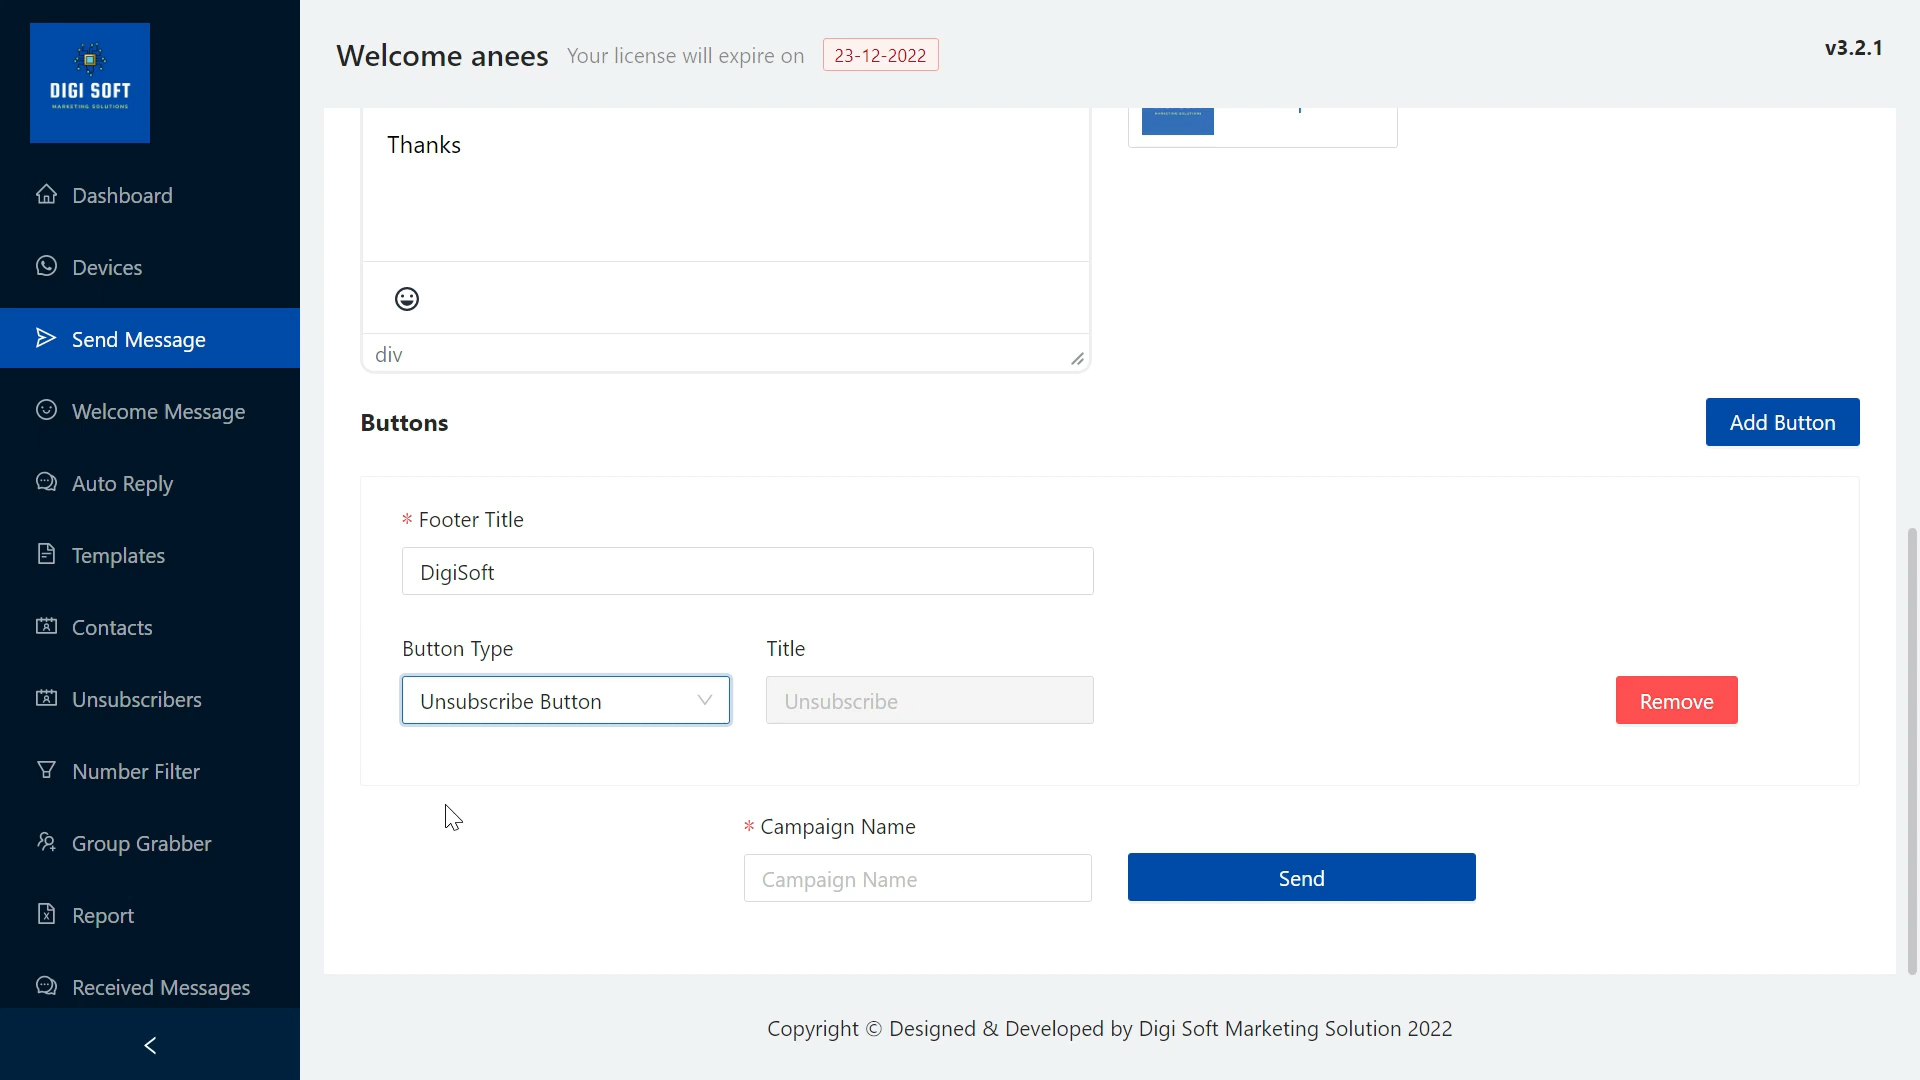 DIGI SOFT
MARKETING SOLUTIONS
Dashboard
Devices
Send Message
Welcome Message
Auto Reply
Templates
Contacts
Unsubscribers
Number Filter
Group Grabber
Report
Received Messages
Welcome anees Your license will expire on 23-12-2022
v3.2.1
Thanks
div
Buttons
Add Button
* Footer Title
DigiSoft
Button Type Title
Unsubscribe Button Unsubscribe Remove
* Campaign Name
Campaign Name Send
Copyright © Designed & Developed by Digi Soft Marketing Solution 2022